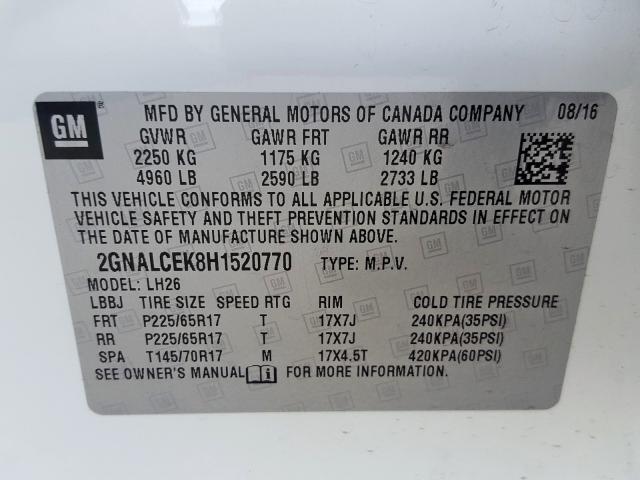 GM MFD BY GENERAL MOTORS OF CANADA COMPANY 08/16
GVWR GAWR FRT GAWR RR
2250 KG 1175 KG 1240 KG
4960 LB 2590 LB 2733 LB
THIS VEHICLE CONFORMS TO ALL APPLICABLE U.S. FEDERAL MOTOR
VEHICLE SAFETY AND THEFT PREVENTION STANDARDS IN EFFECT ON
THE DATE OF MANUFACTURE SHOWN ABOVE.
2GNALCEK8H1520770 TYPE: M.P.V.
MODEL: LH26
LBBJ TIRE SIZE SPEED RTG RIM COLD TIRE PRESSURE
FRT P225/65R17 T 17X7J 240KPA(35PSI)
RR P225/65R17 T 17X7J 240KPA(35PSI)
SPA T145/70R17 M 17X4.5T 420KPA(60PSI)
SEE OWNER'S MANUAL FOR MORE INFORMATION.